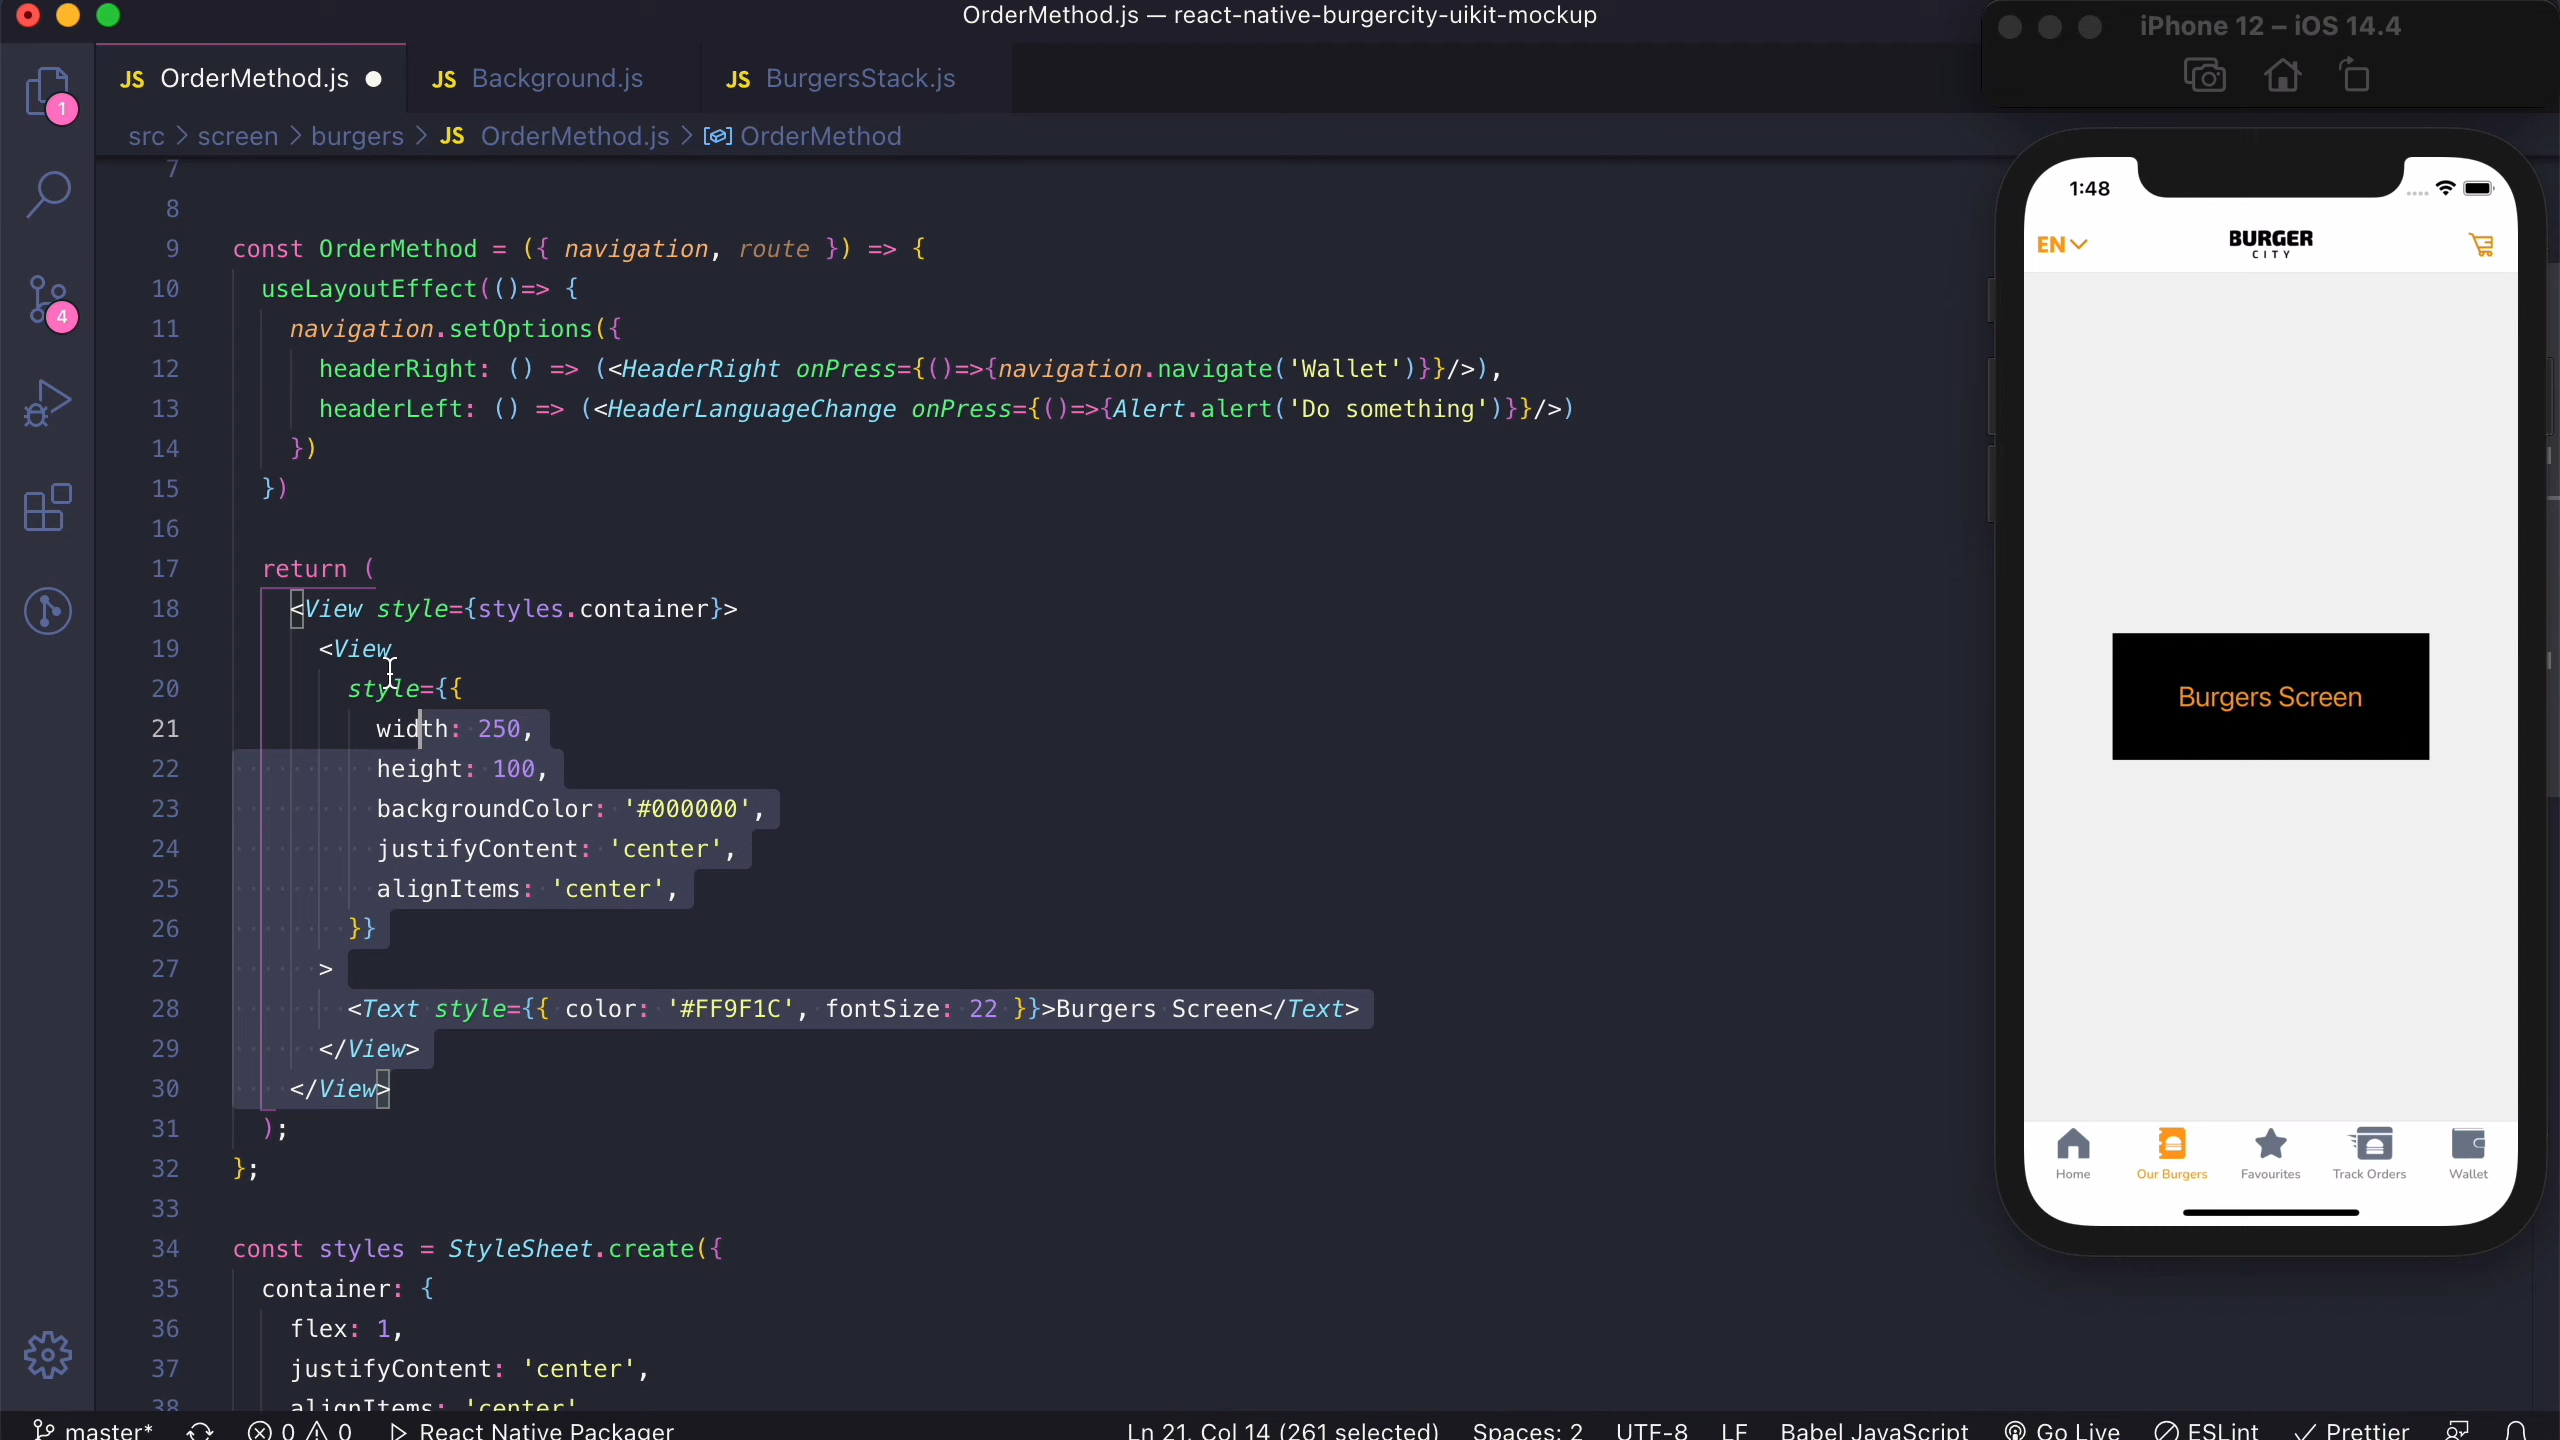 OrderMethod.js — react-native-burgercity-uikit-mockup
JS OrderMethod.js
JS Background.js
JS BurgersStack.js
src > screen > burgers > JS OrderMethod.js > OrderMethod
1
4
7
8
9 const OrderMethod = ({ navigation, route }) => {
10 useLayoutEffect(()=> {
11 navigation.setOptions({
12 headerRight: () => (<HeaderRight onPress={()=>{navigation.navigate('Wallet')}}/>),
13 headerLeft: () => (<HeaderLanguageChange onPress={()=>{Alert.alert('Do something')}}/>)
14 })
15 })
16
17 return (
18 <View style={styles.container}>
19 <View
20 style={{
21 width: 250,
22 height: 100,
23 backgroundColor: '#000000',
24 justifyContent: 'center',
25 alignItems: 'center',
26 }}
27 >
28 <Text style={{ color: '#FF9F1C', fontSize: 22 }}>Burgers Screen</Text>
29 </View>
30 </View>
31 );
32 };
33
34 const styles = StyleSheet.create({
35 container: {
36 flex: 1,
37 justifyContent: 'center',
38 alignItems: 'center'
master* 0 0 React Native Packager
Ln 21, Col 14 (261 selected) Spaces: 2 UTF-8 LF Babel JavaScript Go Live ESLint Prettier
iPhone 12 – iOS 14.4
1:48
EN
BURGER
CITY
Burgers Screen
Home Our Burgers Favourites Track Orders Wallet